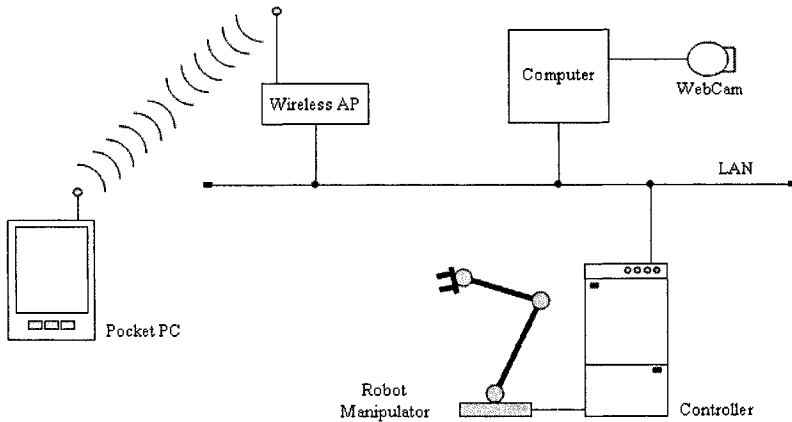 Wireless AP
Computer
WebCam
LAN
Pocket PC
Robot
Manipulator
Controller